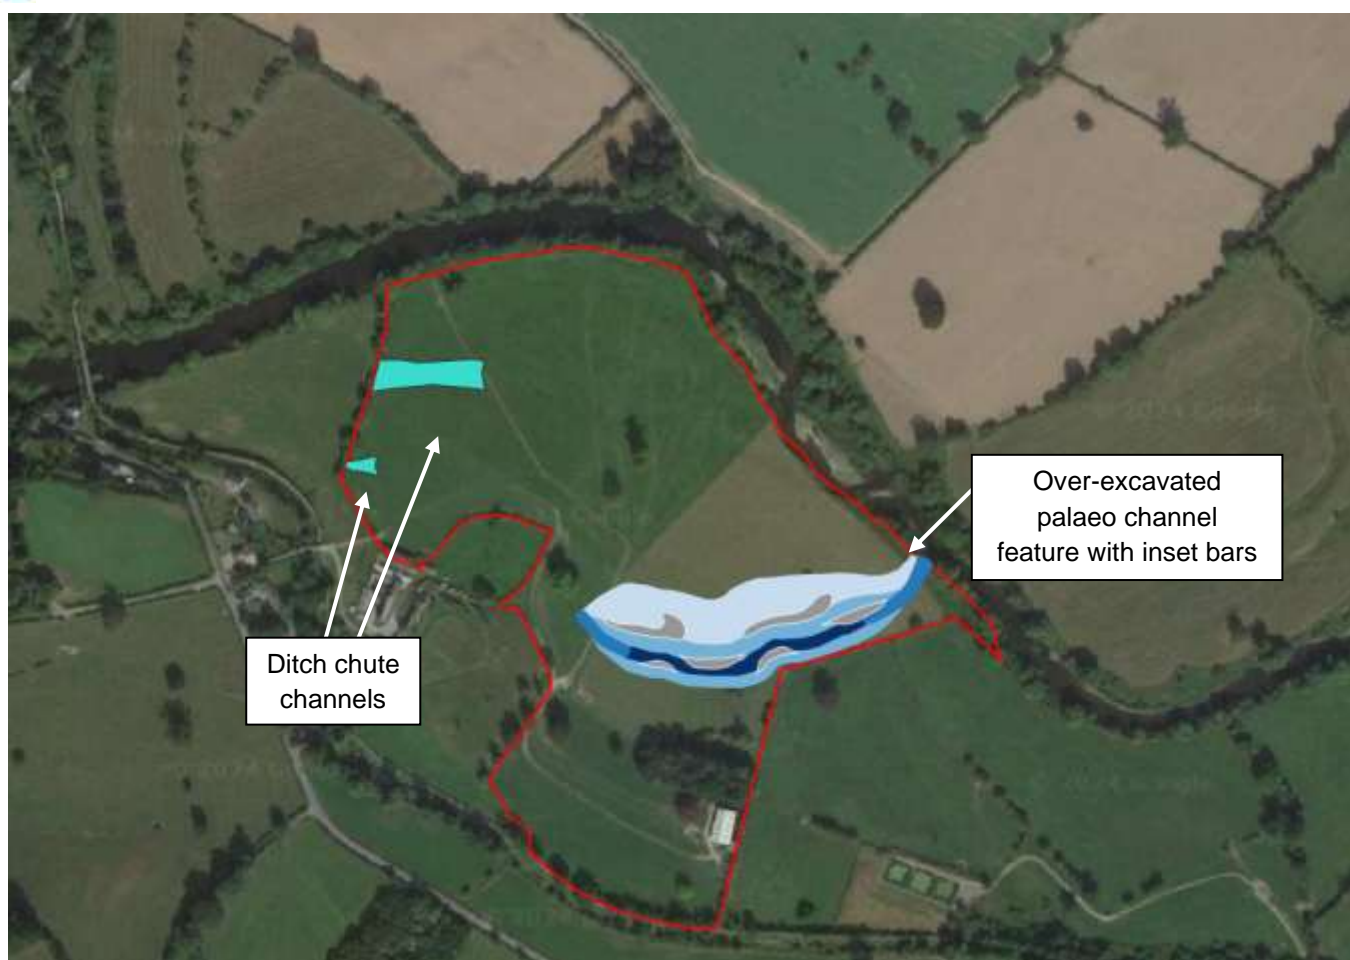 Over-excavated
palaeo channel
feature with inset bars
Ditch chute
channels